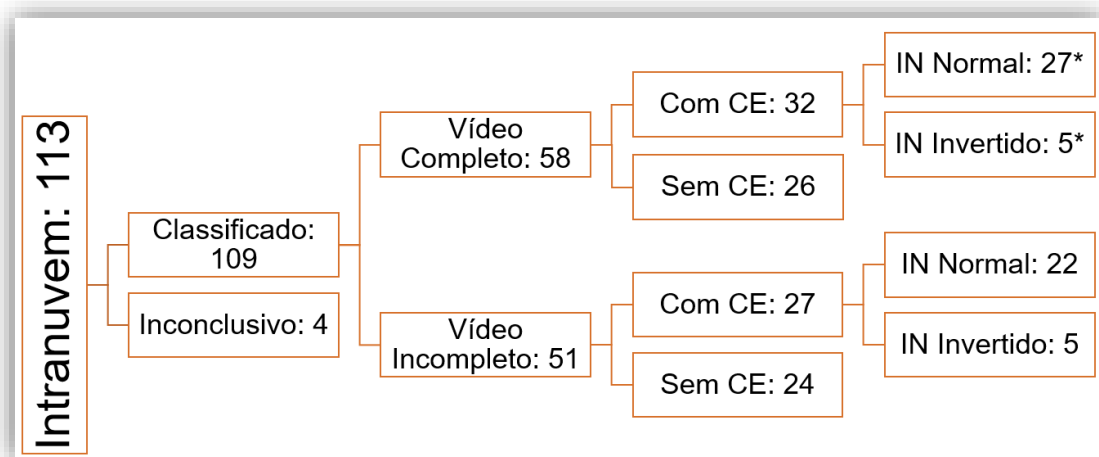 Intranuvem: 113
Classificado:
109
Inconclusivo: 4
Vídeo
Completo: 58
Vídeo
Incompleto: 51
Com CE: 32
Sem CE: 26
Com CE: 27
Sem CE: 24
IN Normal: 27*
IN Invertido: 5*
IN Normal: 22
IN Invertido: 5